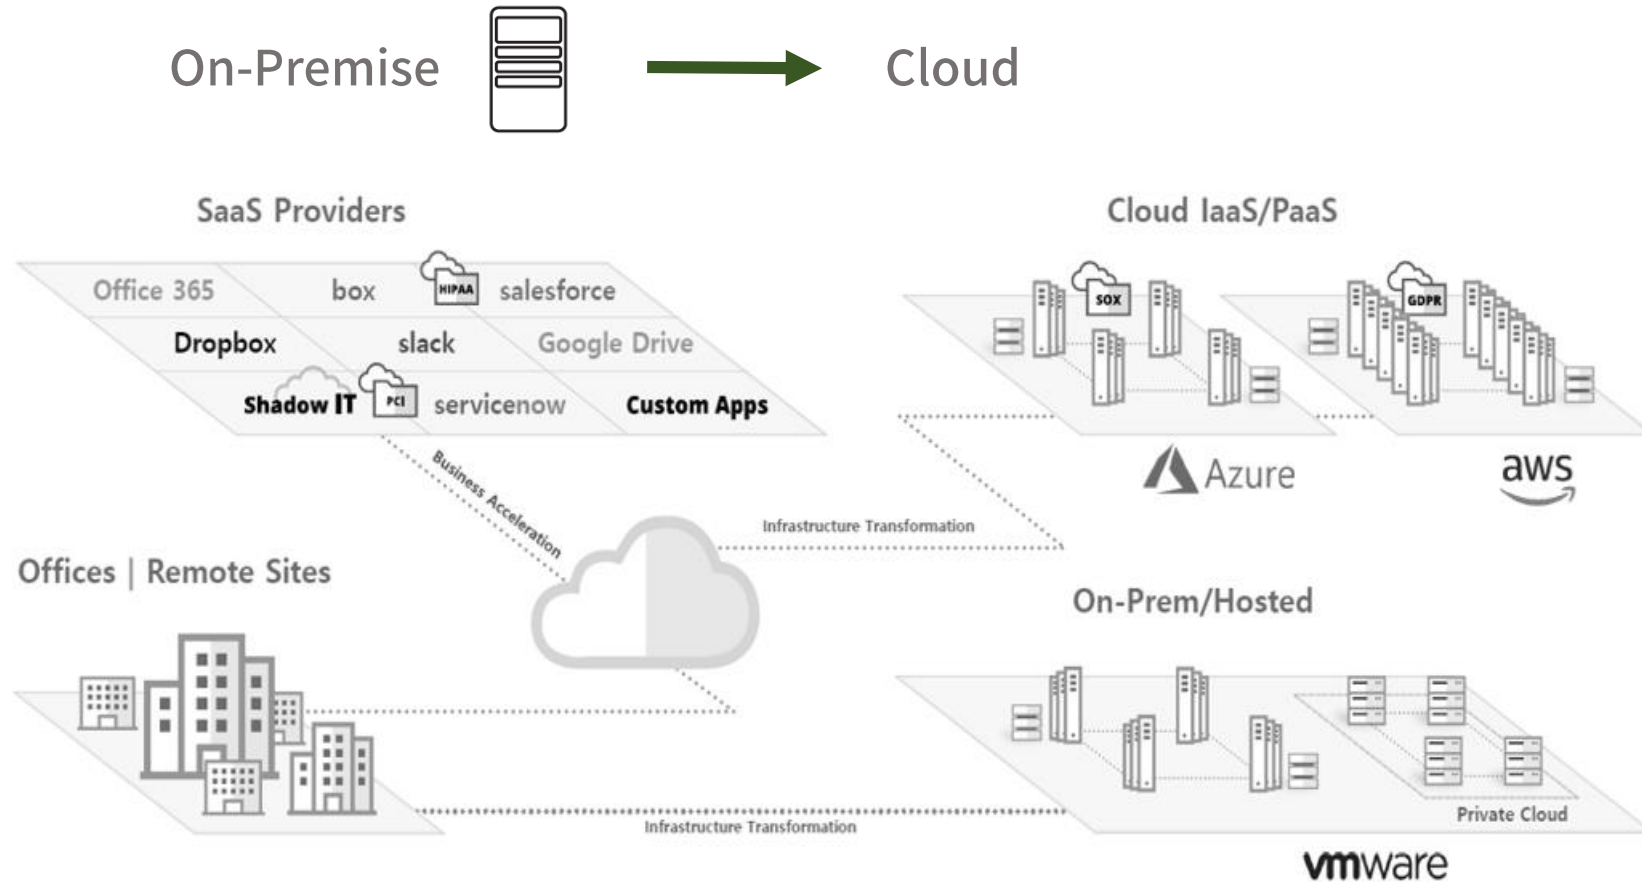 On-Premise
Cloud
SaaS Providers
Office 365
box
HIPAA
salesforce
Dropbox
slack
Google Drive
Shadow IT
PCI
servicenow
Custom Apps
Cloud IaaS/PaaS
SOX
GDPR
Azure
aws
Business Acceleration
Infrastructure Transformation
Offices | Remote Sites
On-Prem/Hosted
Private Cloud
Infrastructure Transformation
vmware